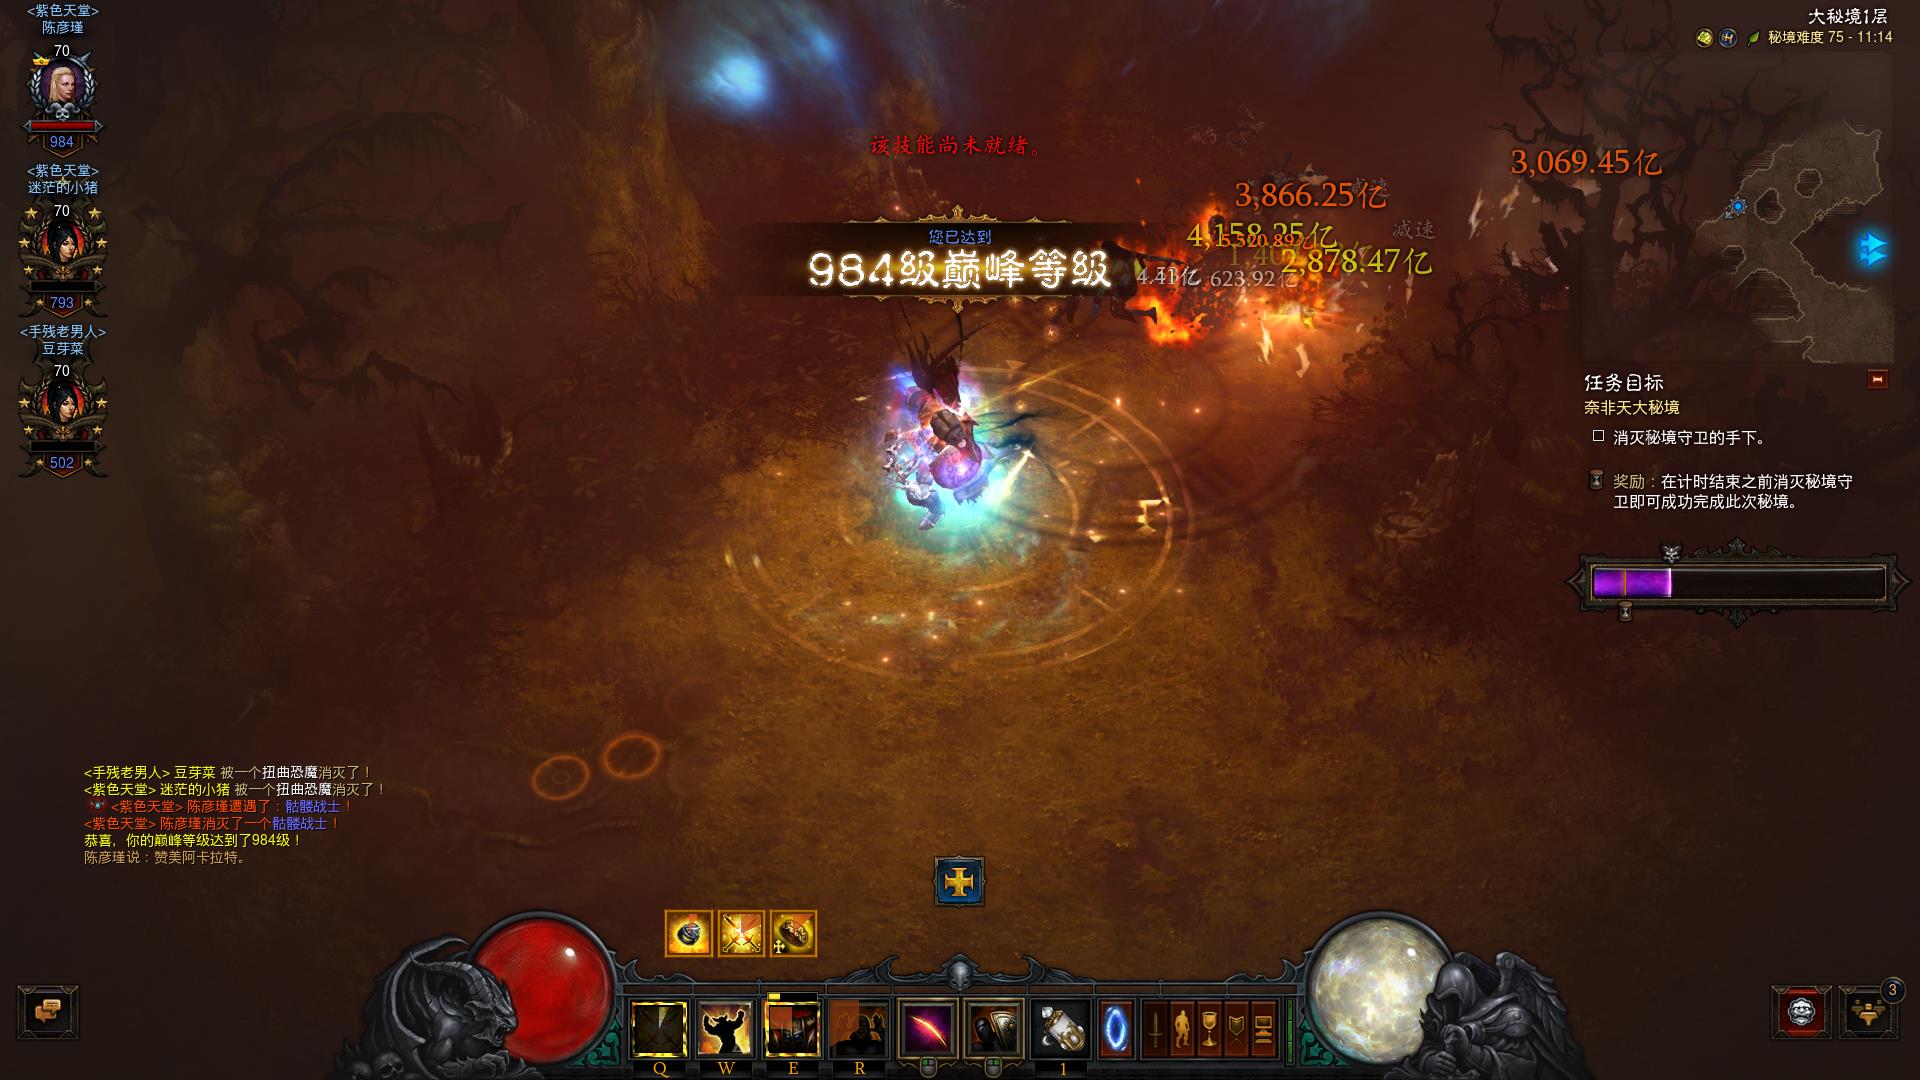 <紫色天堂>
陈彦瑾
70
984
<紫色天堂>
迷茫的小猪
70
793
<手残老男人>
豆芽菜
70
502
大秘境1层
秘境难度 75 - 11:14
该技能尚未就绪。
您已达到
984级巅峰等级
3,069.45亿
3,866.25亿
4,158.25亿
减速
5,520.89亿
2,878.47亿
4.41亿
623.92亿
任务目标
奈非天大秘境
消灭秘境守卫的手下。
奖励：在计时结束之前消灭秘境守
卫即可成功完成此次秘境。
<手残老男人> 豆芽菜 被一个扭曲恐魔消灭了！
<紫色天堂> 迷茫的小猪 被一个扭曲恐魔消灭了！
<紫色天堂> 陈彦瑾遭遇了：骷髅战士！
<紫色天堂> 陈彦瑾消灭了一个骷髅战士！
恭喜，你的巅峰等级达到了984级！
陈彦瑾说：赞美阿卡拉特。
Q
W
E
R
1
3